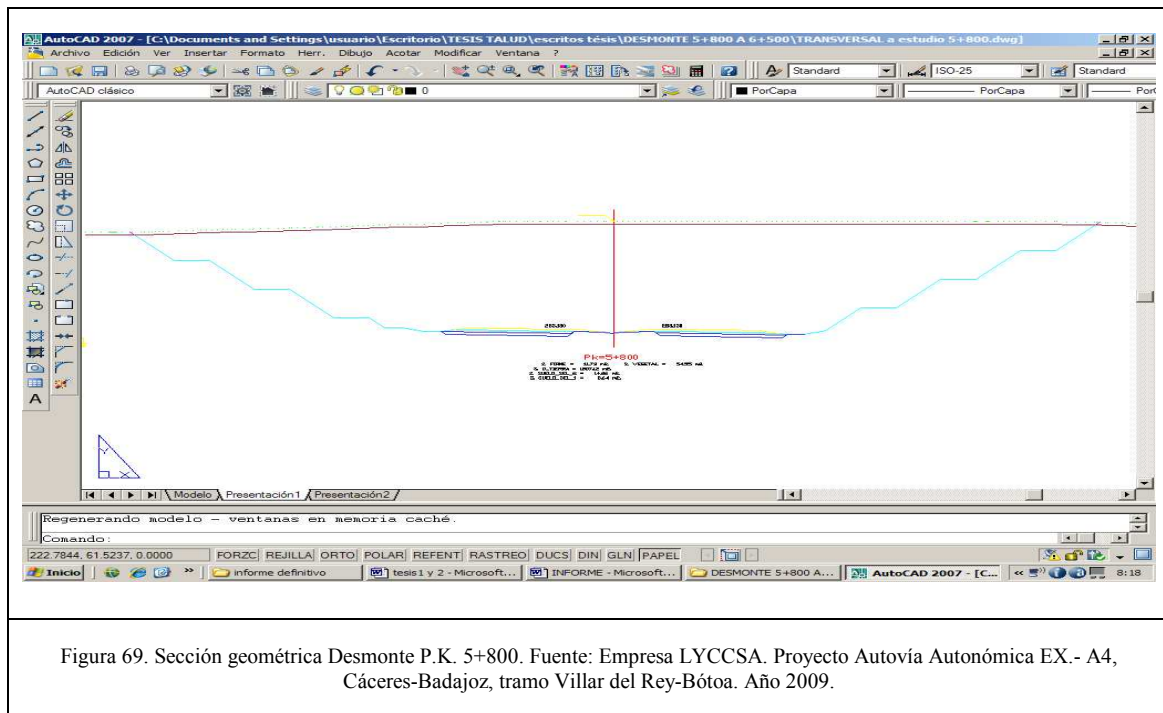 AutoCAD 2007 - [C:\Documents and Settings\usuario\Escritorio\TESIS TALUD\escritos tésis\DESMONTE 5+800 A 6+500\TRANSVERSAL a estudio 5+800.dwg]
Archivo Edición Ver Insertar Formato Herr. Dibujo Acotar Modificar Ventana ?
Standard ISO-25 Standard
AutoCAD clásico 0 PorCapa PorCapa Por
Pk=5+800
S. VEGETAL =
A
Y
X
Modelo Presentación1 Presentación2
Regenerando modelo - ventanas en memoria caché.
Comando:
222.7844, 61.5237, 0.0000 FORZC REJILLA ORTO POLAR REFENT RASTREO DUCS DIN GLN PAPEL
Inicio » informe definitivo tesis1 y 2 - Microsoft... INFORME - Microsoft... DESMONTE 5+800 A... AutoCAD 2007 - [C... « 8:18
Figura 69. Sección geométrica Desmonte P.K. 5+800. Fuente: Empresa LYCCSA. Proyecto Autovía Autonómica EX.- A4,
Cáceres-Badajoz, tramo Villar del Rey-Bótoa. Año 2009.